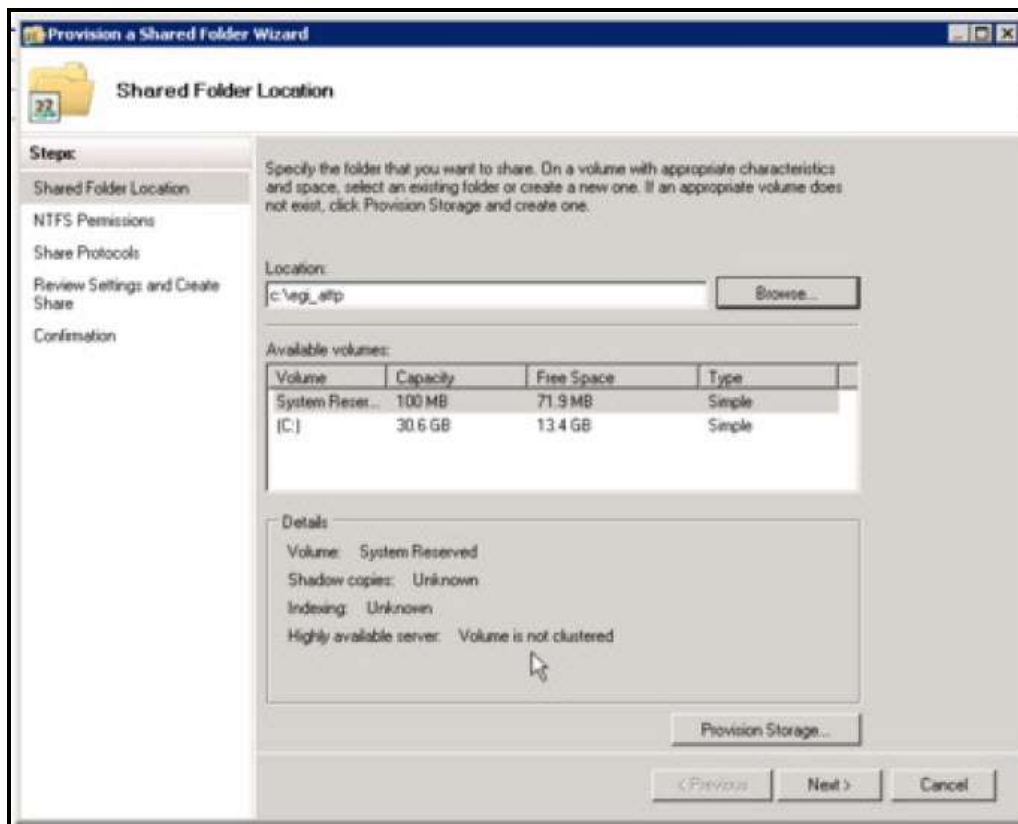 Provision a Shared Folder Wizard
Shared Folder Location
Steps:
Shared Folder Location
NTFS Permissions
Share Protocols
Review Settings and Create
Share
Confirmation
Specify the folder that you want to share. On a volume with appropriate characteristics
and space, select an existing folder or create a new one. If an appropriate volume does
not exist, click Provision Storage and create one.
Location:
Browse...
Available volumes:
Volume Capacity Free Space Type
System Reser... 100 MB 71.9 MB Simple
(C:) 30.6 GB 13.4 GB Simple
Details
Volume: System Reserved
Shadow copies: Unknown
Indexing: Unknown
Highly available server: Volume is not clustered
Provision Storage...
< Previous Next > Cancel